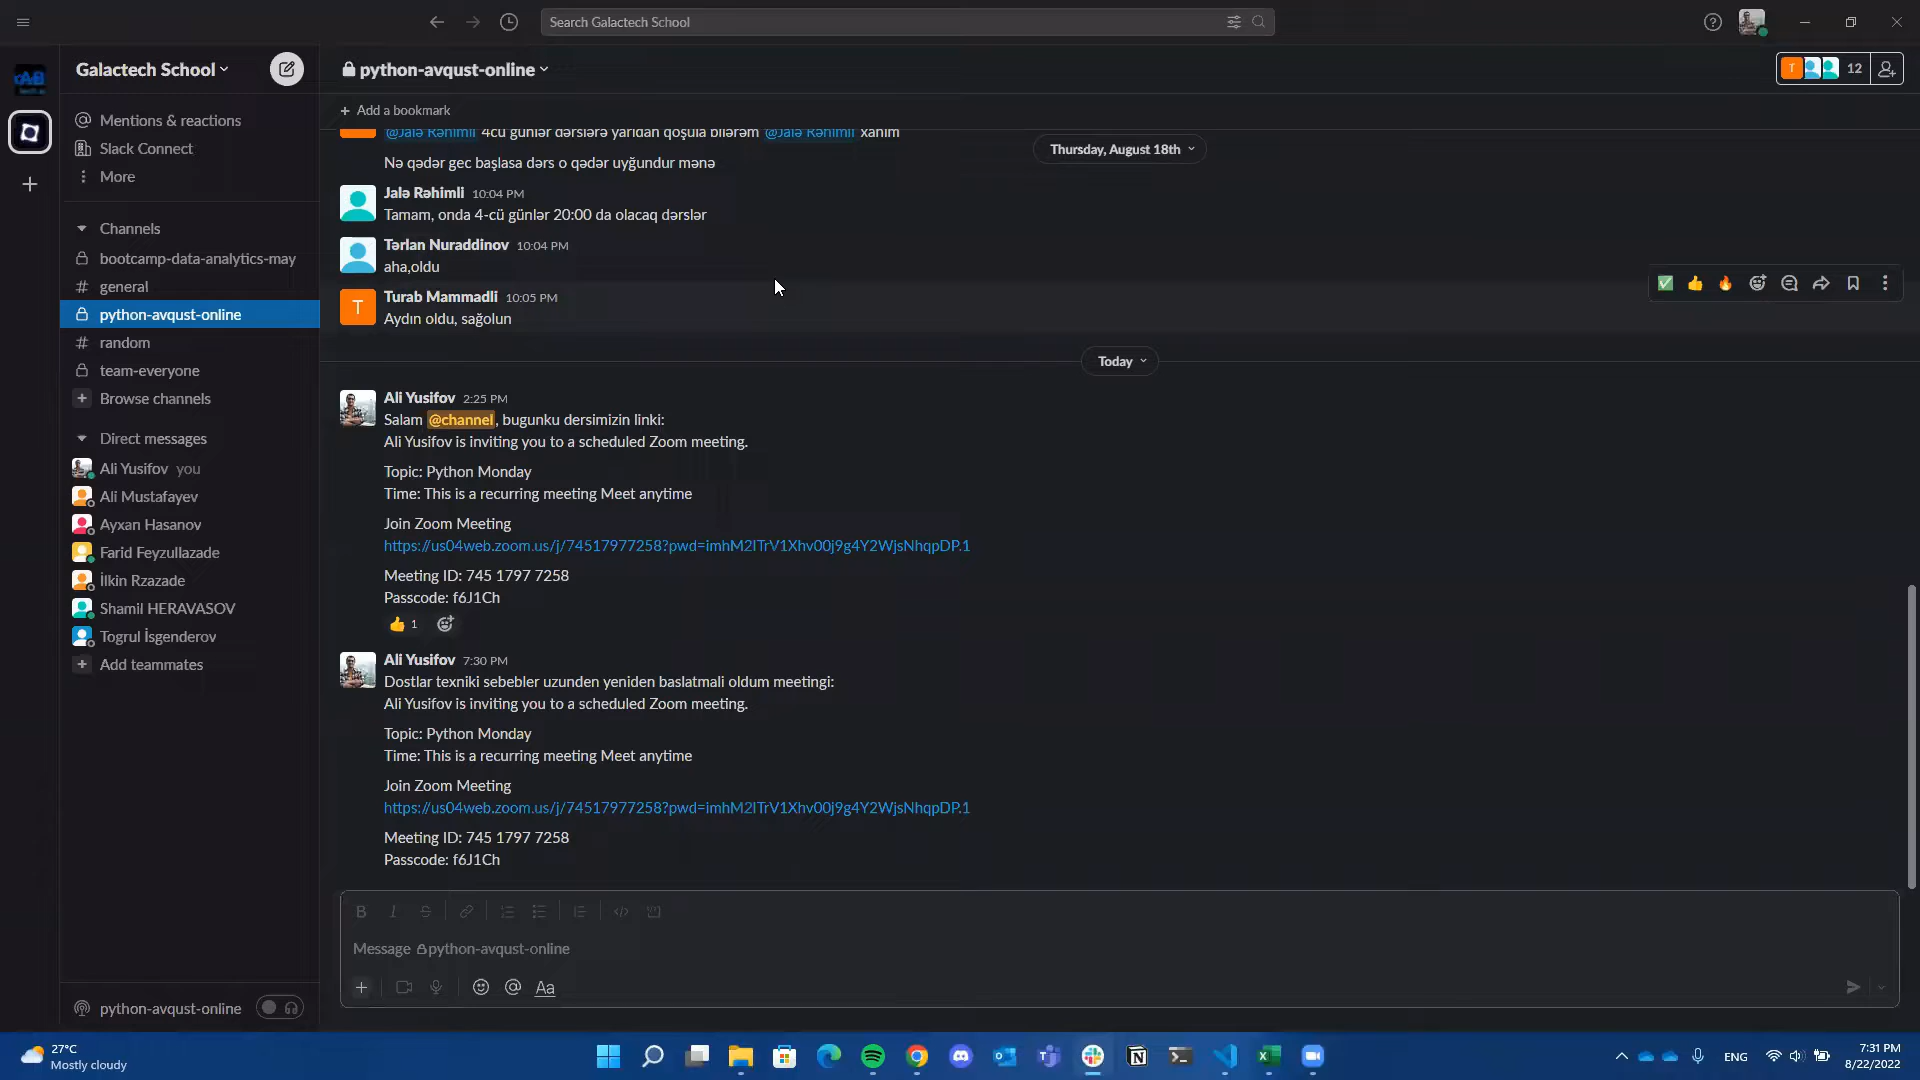 Search Galactech School
Galactech School
python-avqust-online
12
Add a bookmark
Mentions & reactions
Slack Connect
More
Channels
bootcamp-data-analytics-may
general
python-avqust-online
random
team-everyone
Browse channels
Direct messages
Ali Yusifov you
Ali Mustafayev
Ayxan Hasanov
Farid Feyzullazade
İlkin Rzazade
Shamil HERAVASOV
Togrul İsgenderov
Add teammates
python-avqust-online
@Jalə Rəhimli 4cü günlər dərslərə yarıdan qoşula bilərəm @Jalə Rəhimli xanım
Thursday, August 18th
Nə qədər gec başlasa dərs o qədər uyğundur mənə
Jalə Rəhimli 10:04 PM
Tamam, onda 4-cü günlər 20:00 da olacaq dərslər
Tərlan Nuraddinov 10:04 PM
aha,oldu
T
Turab Mammadli 10:05 PM
Aydın oldu, sağolun
Today
Ali Yusifov 2:25 PM
Salam @channel, bugunku dersimizin linki:
Ali Yusifov is inviting you to a scheduled Zoom meeting.
Topic: Python Monday
Time: This is a recurring meeting Meet anytime
Join Zoom Meeting
https://us04web.zoom.us/j/74517977258?pwd=imhM2ITrV1Xhv00j9g4Y2WjsNhqpDP.1
Meeting ID: 745 1797 7258
Passcode: f6J1Ch
1
Ali Yusifov 7:30 PM
Dostlar texniki sebebler uzunden yeniden baslatmali oldum meetingi:
Ali Yusifov is inviting you to a scheduled Zoom meeting.
Topic: Python Monday
Time: This is a recurring meeting Meet anytime
Join Zoom Meeting
https://us04web.zoom.us/j/74517977258?pwd=imhM2ITrV1Xhv00j9g4Y2WjsNhqpDP.1
Meeting ID: 745 1797 7258
Passcode: f6J1Ch
Message python-avqust-online
Aa
27°C
Mostly cloudy
ENG
7:31 PM
8/22/2022